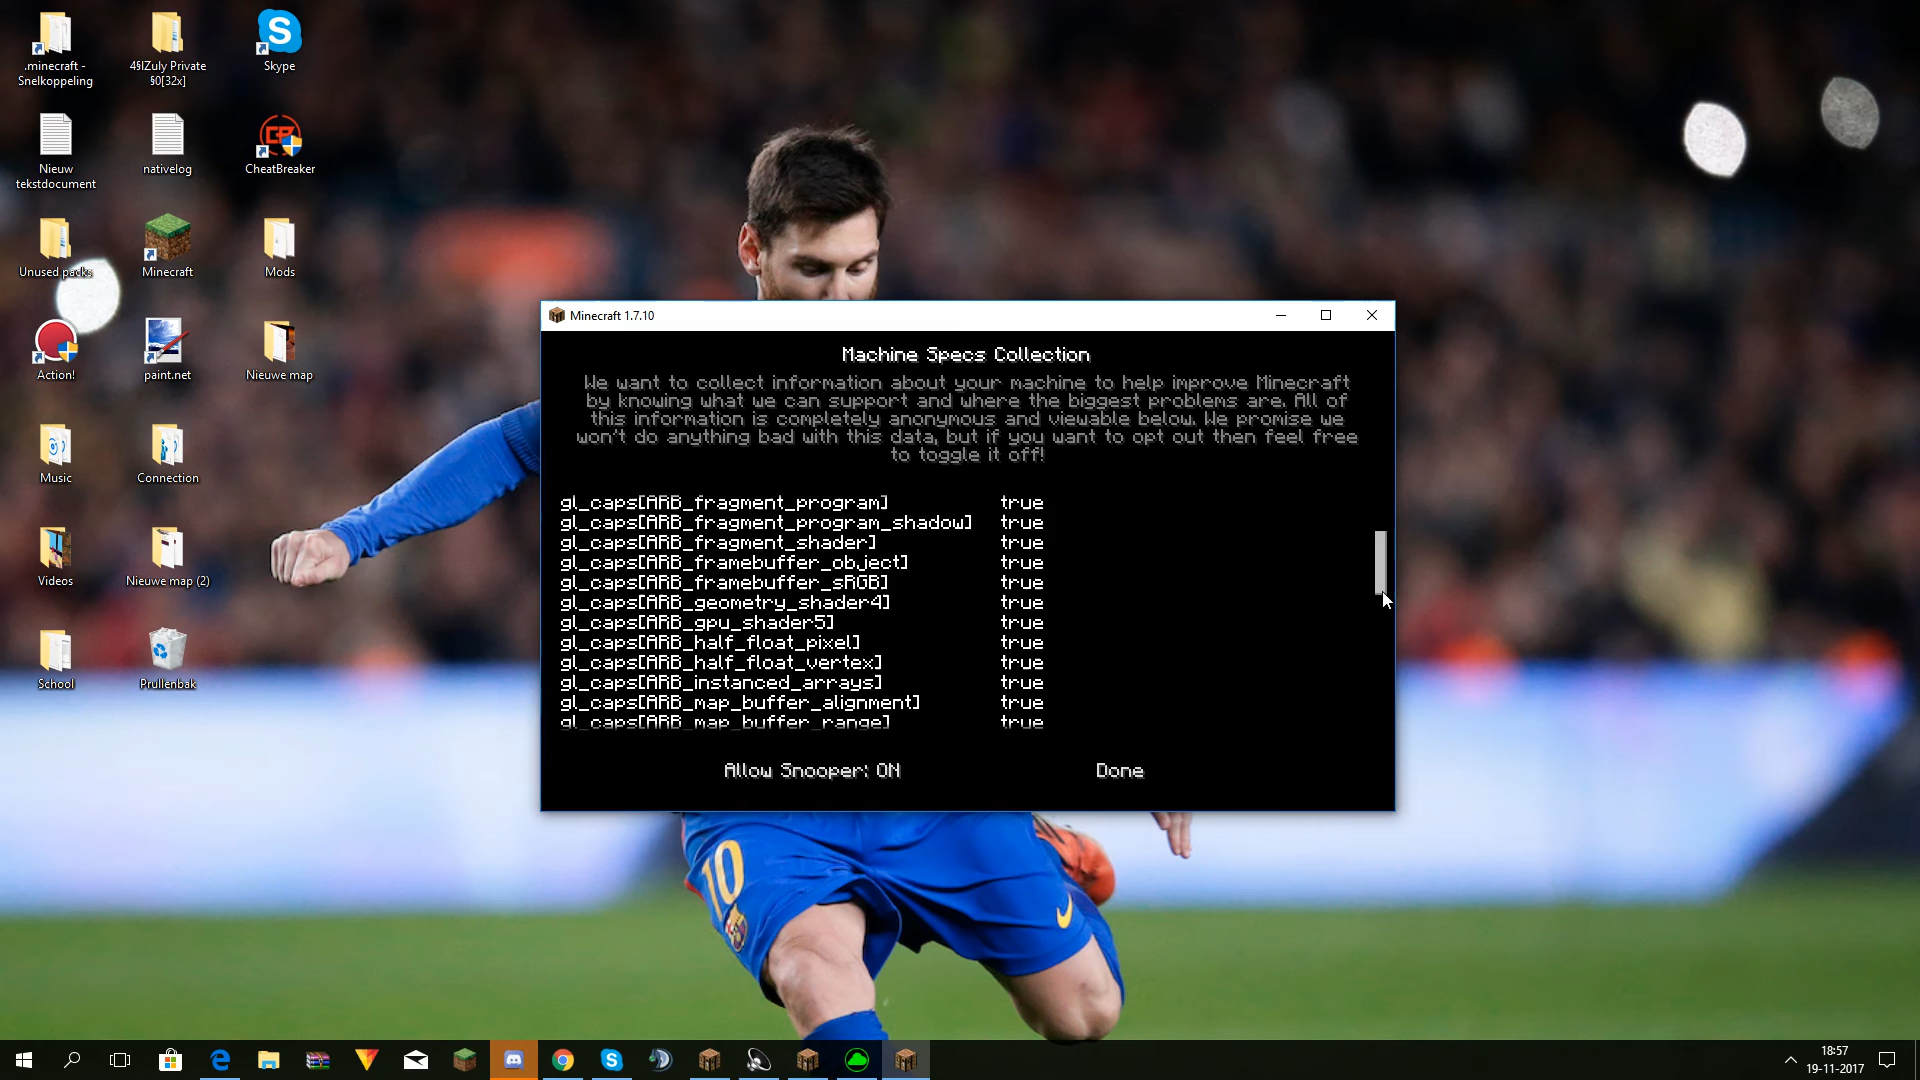 .minecraft -
Snelkoppeling
4§lZuly Private
§0[32x]
Skype
Nieuw
tekstdocument
nativelog
CheatBreaker
Unused packs
Minecraft
Mods
Action!
paint.net
Nieuwe map
Music
Connection
Videos
Nieuwe map (2)
School
Prullenbak
Minecraft 1.7.10
Machine Specs Collection
We want to collect information about your machine to help improve Minecraft
by knowing what we can support and where the biggest problems are. All of
this information is completely anonymous and viewable below. We promise we
won't do anything bad with this data, but if you want to opt out then feel free
to toggle it off!
gl_caps[ARB_fragment_program] true
gl_caps[ARB_fragment_program_shadow] true
gl_caps[ARB_fragment_shader] true
gl_caps[ARB_framebuffer_object] true
gl_caps[ARB_framebuffer_sRGB] true
gl_caps[ARB_geometry_shader4] true
gl_caps[ARB_gpu_shader5] true
gl_caps[ARB_half_float_pixel] true
gl_caps[ARB_half_float_vertex] true
gl_caps[ARB_instanced_arrays] true
gl_caps[ARB_map_buffer_alignment] true
gl_caps[ARB_map_buffer_range] true
Allow Snooper: ON
Done
10
18:57
19-11-2017